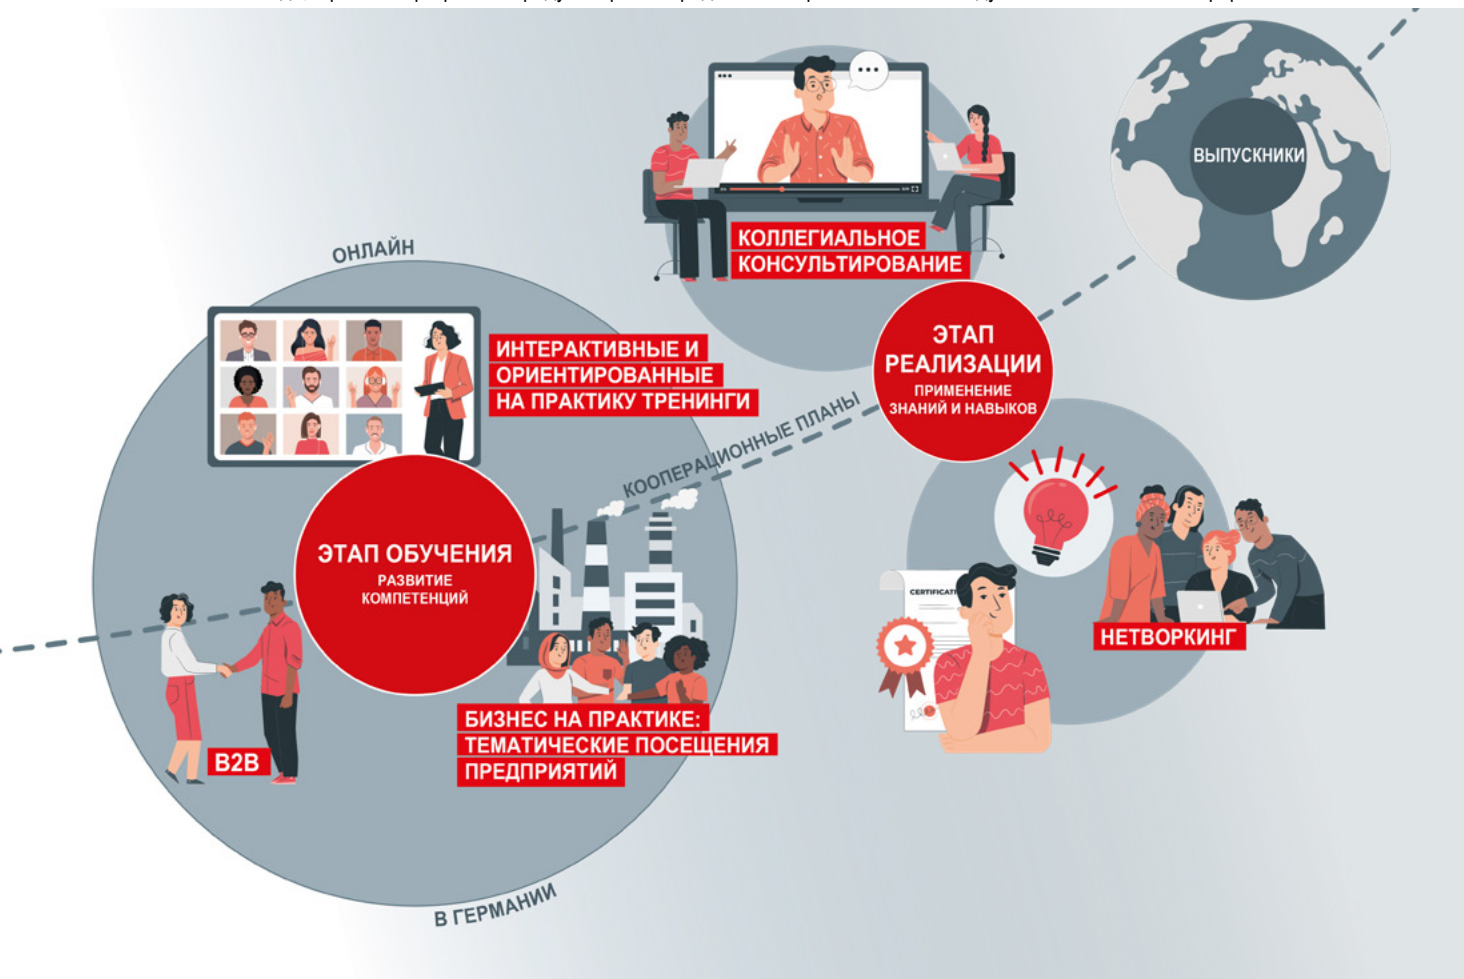 ОНЛАЙН
ИНТЕРАКТИВНЫЕ И
ОРИЕНТИРОВАННЫЕ
НА ПРАКТИКУ ТРЕНИНГИ
ЭТАП ОБУЧЕНИЯ
РАЗВИТИЕ
КОМПЕТЕНЦИЙ
B2B
БИЗНЕС НА ПРАКТИКЕ:
ТЕМАТИЧЕСКИЕ ПОСЕЩЕНИЯ
ПРЕДПРИЯТИЙ
В ГЕРМАНИИ
КООПЕРАЦИОННЫЕ ПЛАНЫ
КОЛЛЕГИАЛЬНОЕ
КОНСУЛЬТИРОВАНИЕ
ЭТАП
РЕАЛИЗАЦИИ
ПРИМЕНЕНИЕ
ЗНАНИЙ И НАВЫКОВ
CERTIFICAT
НЕТВОРКИНГ
ВЫПУСКНИКИ